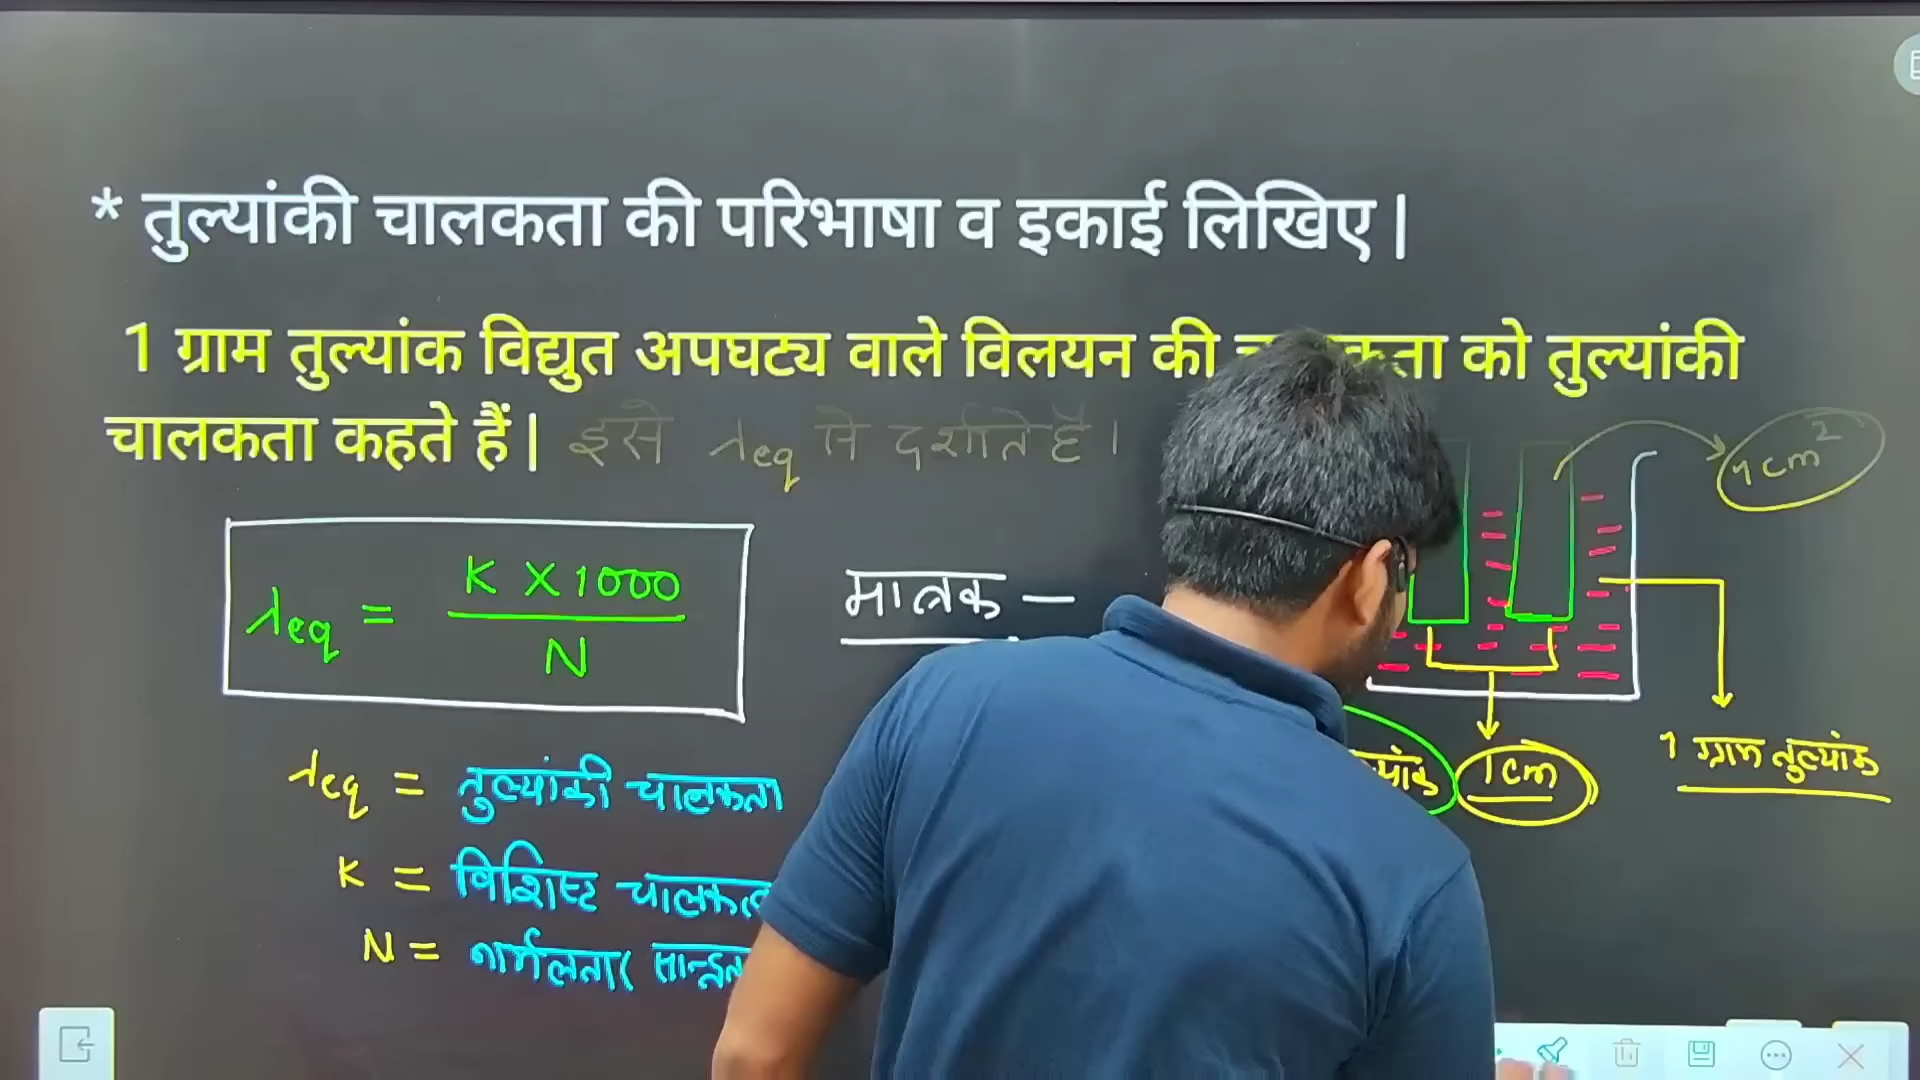 * तुल्यांकी चालकता की परिभाषा व इकाई लिखिए |
1 ग्राम तुल्यांक विद्युत अपघट्य वाले विलयन की को तुल्यांकी
चालकता कहते हैं | इसे λeq से दर्शाते है ।
1 cm²
λeq = K X 1000 / N
मात्रक —
λeq = तुल्यांकी चालकता
1 cm
1 ग्राम तुल्यांक
K = विशिष्ट
N = नार्मलता (